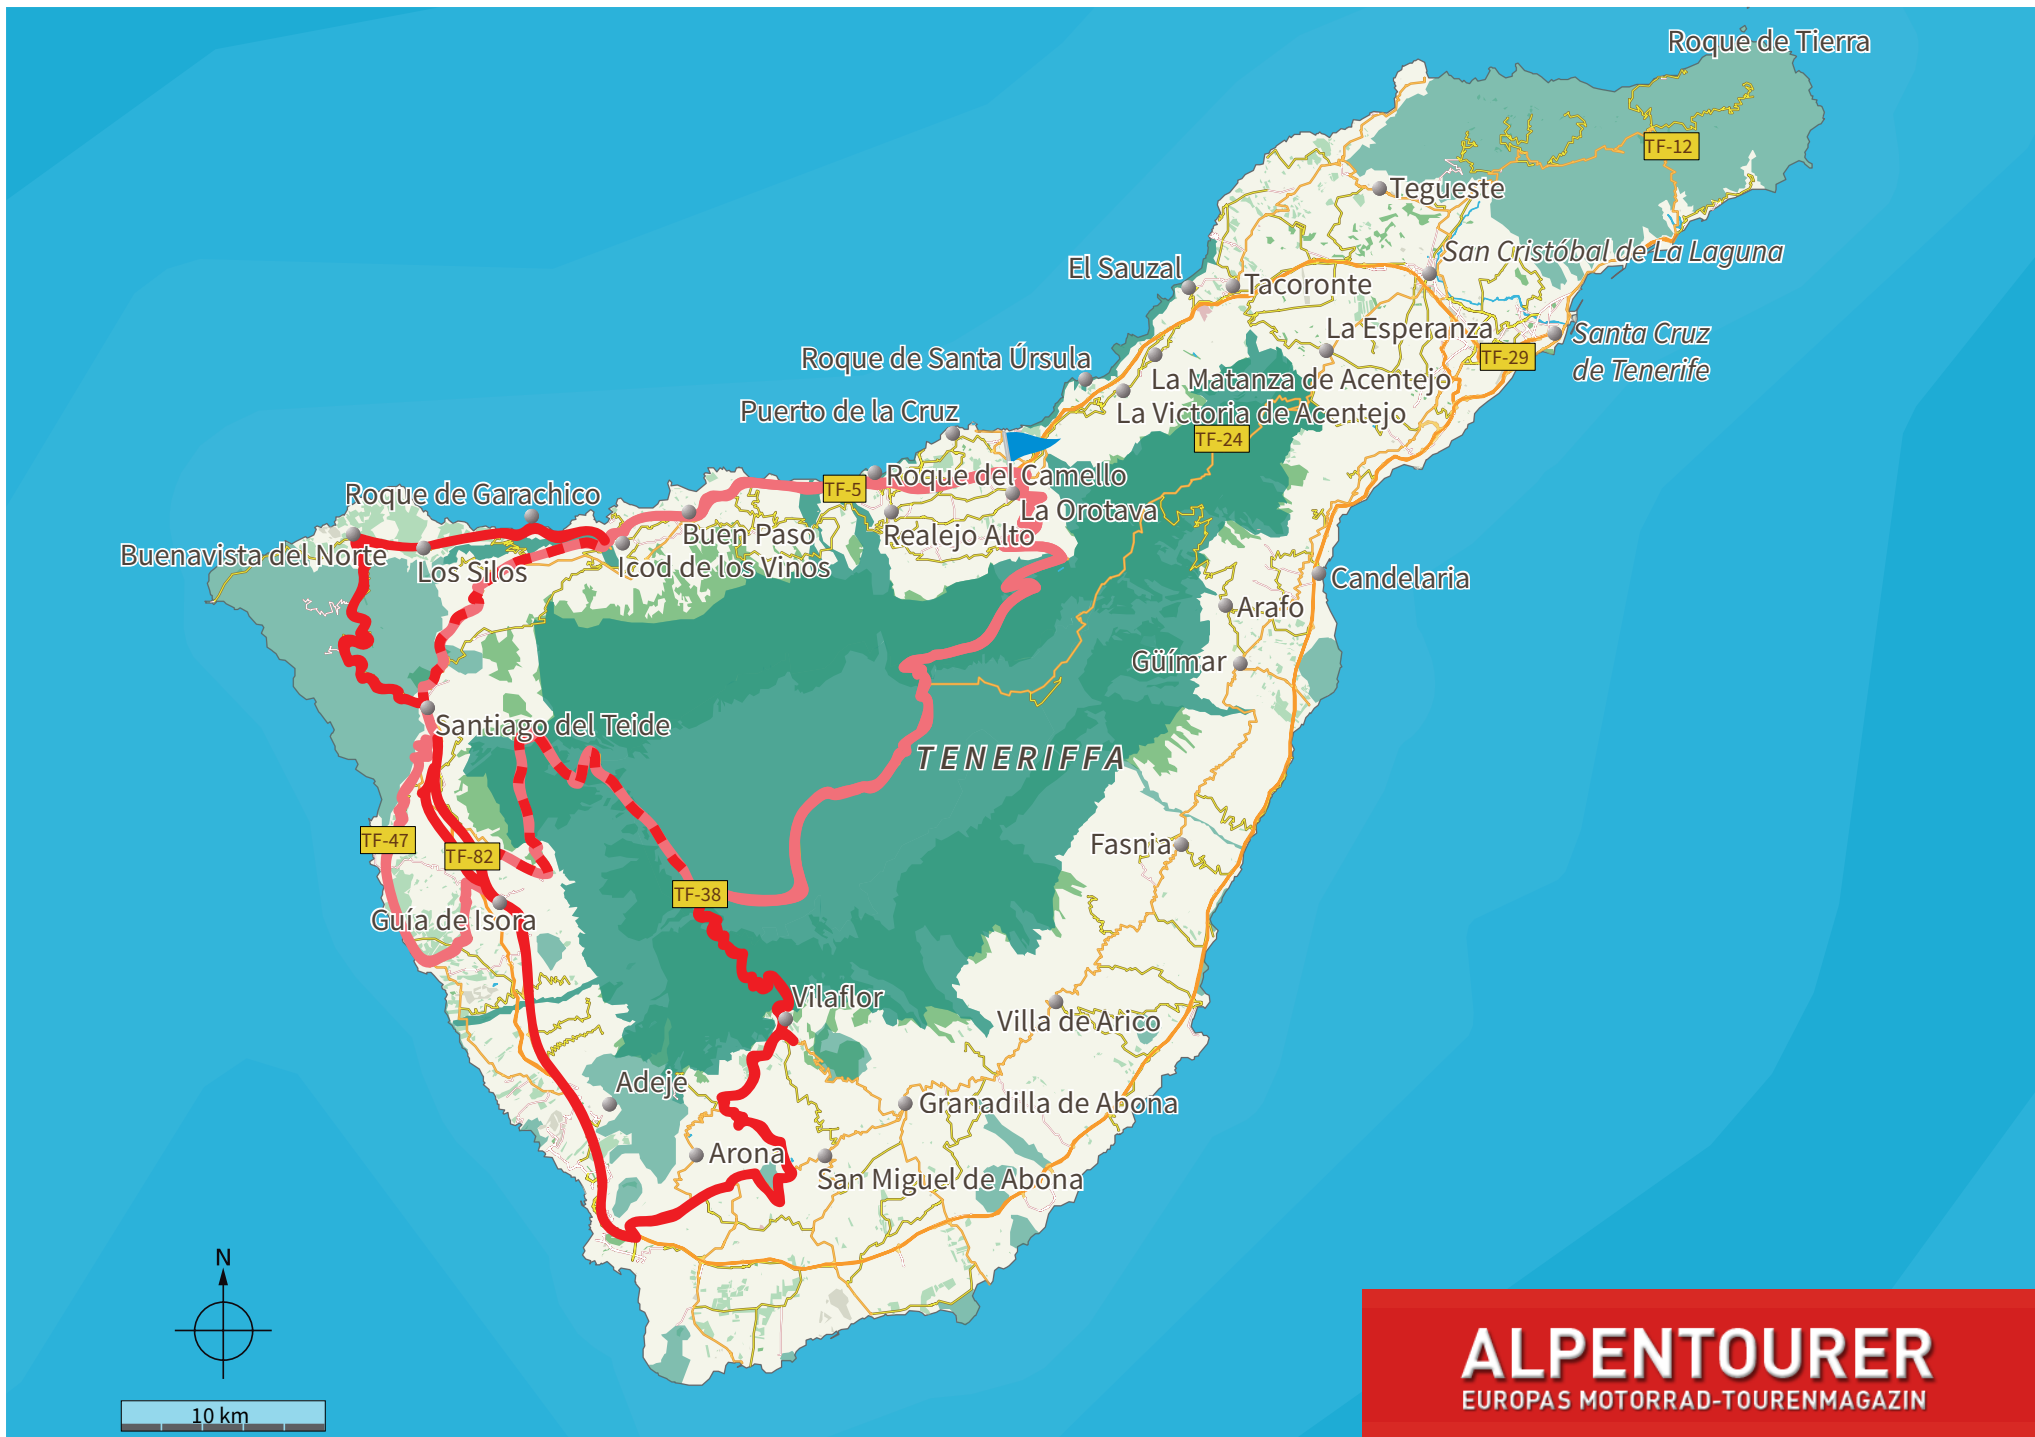 Roque de Tierra
TF-12
Tegueste
San Cristóbal de La Laguna
El Sauzal
Tacoronte
La Esperanza
Santa Cruz
de Tenerife
TF-29
Roque de Santa Úrsula
La Matanza de Acentejo
Puerto de la Cruz
La Victoria de Acentejo
TF-24
Roque del Camello
TF-5
Roque de Garachico
La Orotava
Buen Paso
Realejo Alto
Buenavista del Norte
Los Silos
Icod de los Vinos
Candelaria
Arafo
Güímar
Santiago del Teide
TENERIFFA
TF-47
TF-82
Fasnia
TF-38
Guía de Isora
Vilaflor
Villa de Arico
Adeje
Granadilla de Abona
Arona
San Miguel de Abona
N
10 km
ALPENTOURER
EUROPAS MOTORRAD-TOURENMAGAZIN